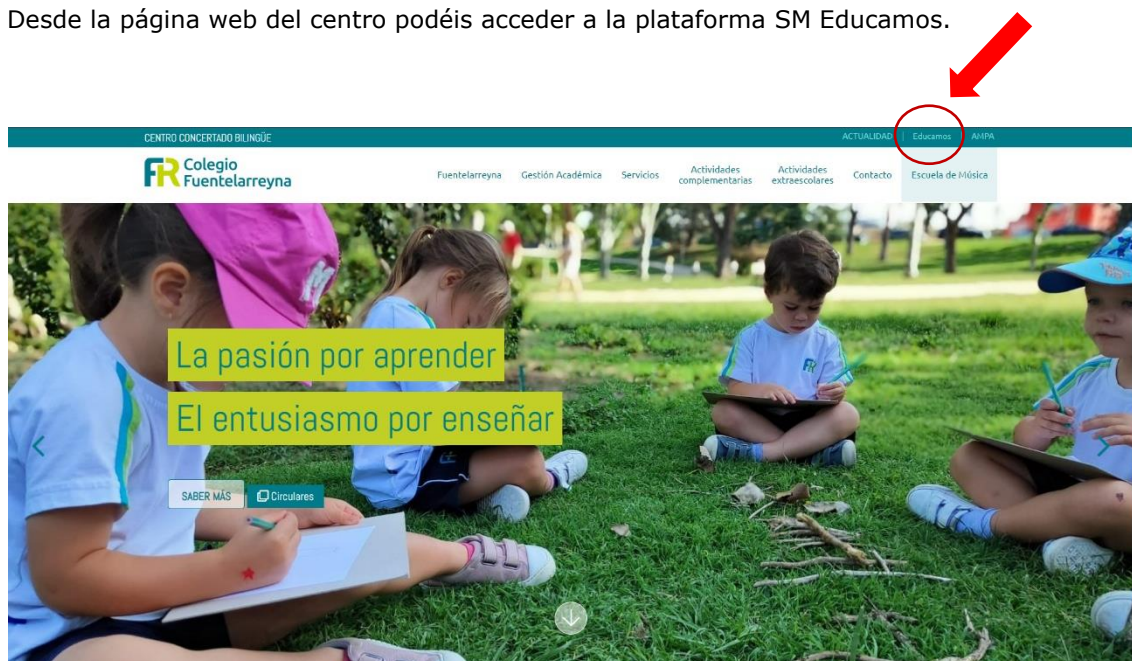 Desde la página web del centro podéis acceder a la plataforma SM Educamos.
CENTRO CONCERTADO BILINGÜE
ACTUALIDAD | Educamos AMPA
FR Colegio
Fuentelarreyna
Fuentelarreyna Gestión Académica Servicios Actividades complementarias Actividades extraescolares Contacto Escuela de Música
La pasión por aprender
El entusiasmo por enseñar
SABER MÁS Circulares
M
FR